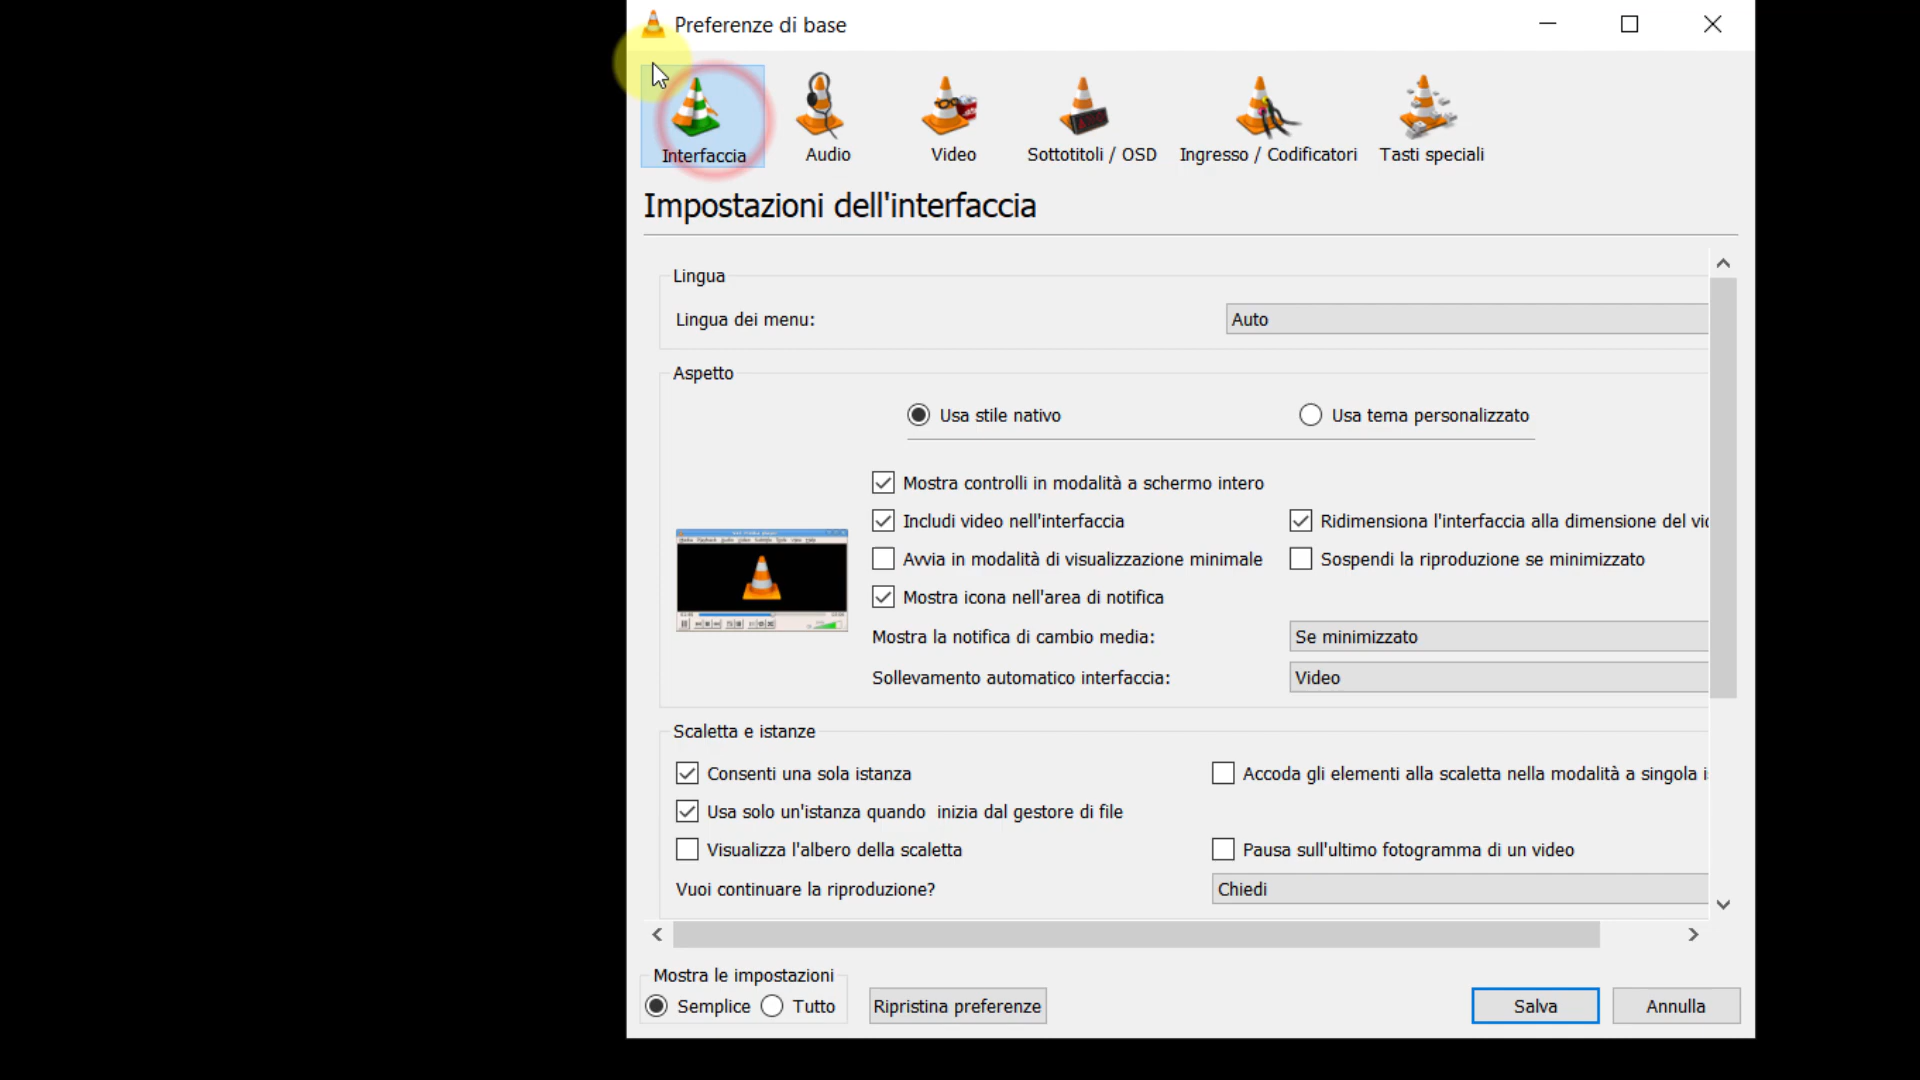 Preferenze di base
Interfaccia
Audio
Video
Sottotitoli / OSD
Ingresso / Codificatori
Tasti speciali
Impostazioni dell'interfaccia
Lingua
Lingua dei menu:
Auto
Aspetto
Usa stile nativo
Usa tema personalizzato
Mostra controlli in modalità a schermo intero
Includi video nell'interfaccia
Ridimensiona l'interfaccia alla dimensione del
Avvia in modalità di visualizzazione minimale
Sospendi la riproduzione se minimizzato
Mostra icona nell'area di notifica
Mostra la notifica di cambio media:
Se minimizzato
Sollevamento automatico interfaccia:
Video
Scaletta e istanze
Consenti una sola istanza
Accoda gli elementi alla scaletta nella modalità a singola
Usa solo un'istanza quando inizia dal gestore di file
Visualizza l'albero della scaletta
Pausa sull'ultimo fotogramma di un video
Vuoi continuare la riproduzione?
Chiedi
Mostra le impostazioni
Semplice
Tutto
Ripristina preferenze
Salva
Annulla